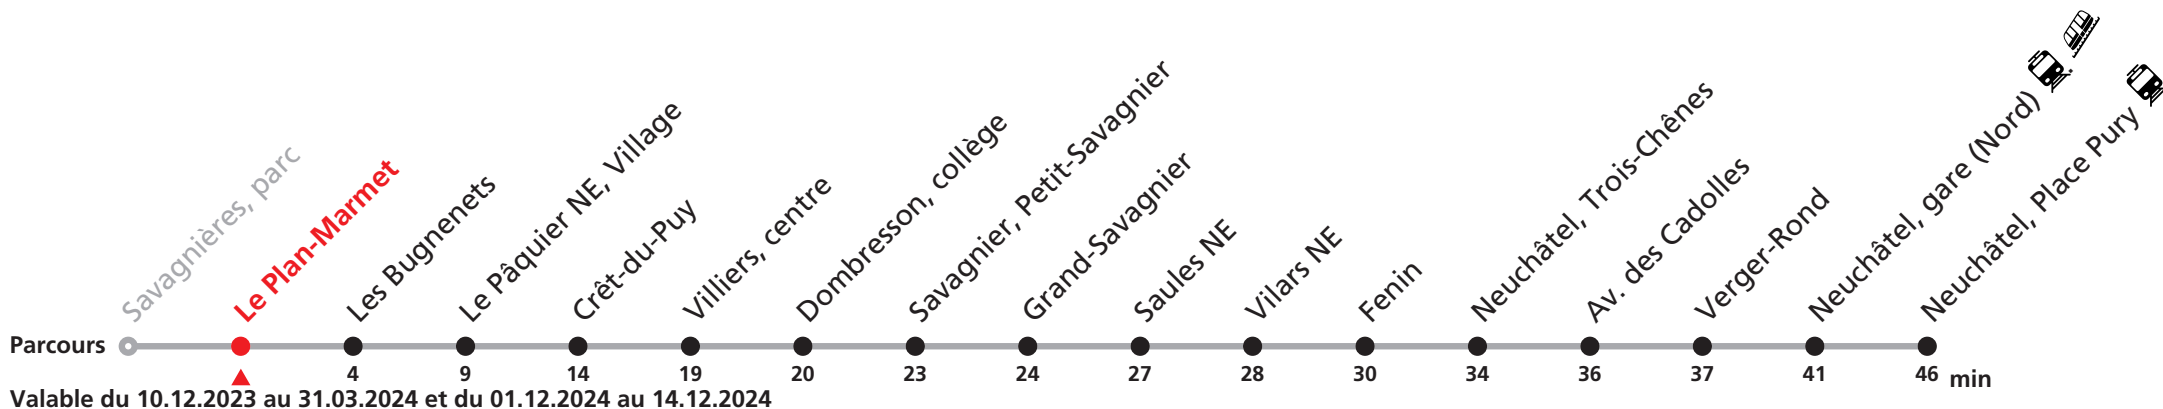 Savagnières, parc
Le Plan-Marmet
Les Bugnenets
Le Pâquier NE, Village
Crêt-du-Puy
Villiers, centre
Dombresson, collège
Savagnier, Petit-Savagnier
Grand-Savagnier
Saules NE
Vilars NE
Fenin
Neuchâtel, Trois-Chênes
Av. des Cadolles
Verger-Rond
Neuchâtel, gare (Nord)
Neuchâtel, Place Pury
Parcours
4 9 14 19 20 23 24 27 28 30 34 36 37 41 46 min
Valable du 10.12.2023 au 31.03.2024 et du 01.12.2024 au 14.12.2024